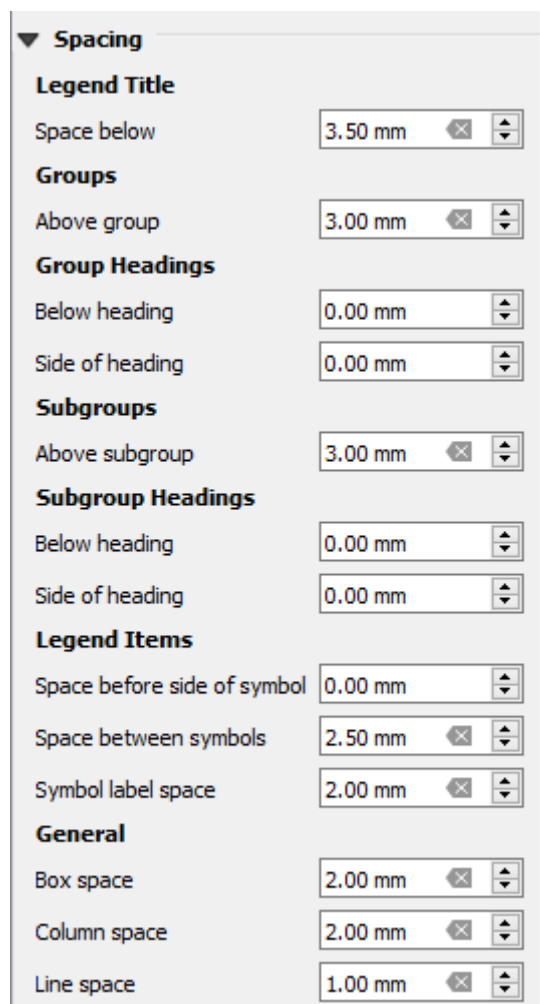 Spacing
Legend Title
Space below 3.50 mm
Groups
Above group 3.00 mm
Group Headings
Below heading 0.00 mm
Side of heading 0.00 mm
Subgroups
Above subgroup 3.00 mm
Subgroup Headings
Below heading 0.00 mm
Side of heading 0.00 mm
Legend Items
Space before side of symbol 0.00 mm
Space between symbols 2.50 mm
Symbol label space 2.00 mm
General
Box space 2.00 mm
Column space 2.00 mm
Line space 1.00 mm